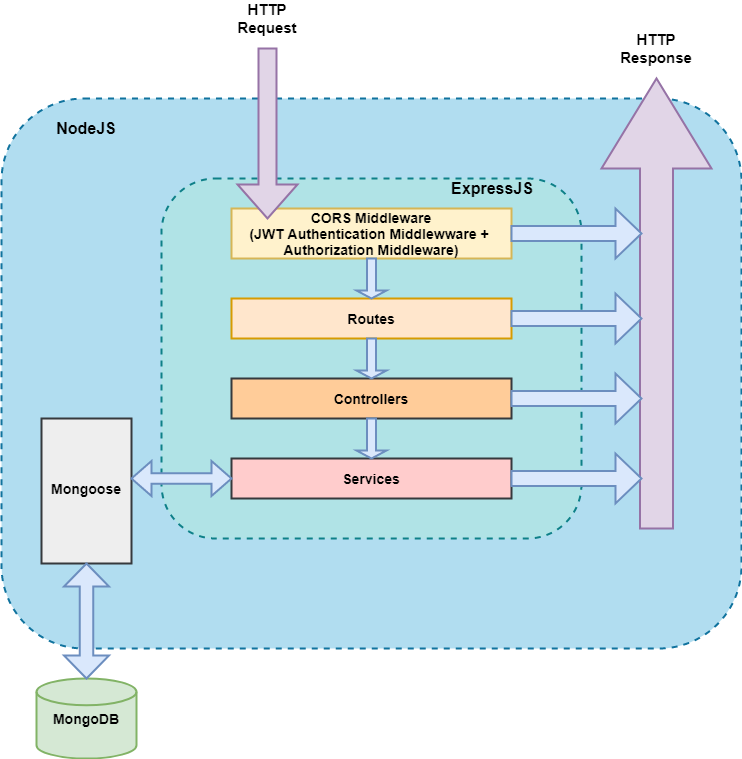 HTTP
Request
HTTP
Response
NodeJS
ExpressJS
CORS Middleware
(JWT Authentication Middlewware +
Authorization Middleware)
Routes
Controllers
Services
Mongoose
MongoDB